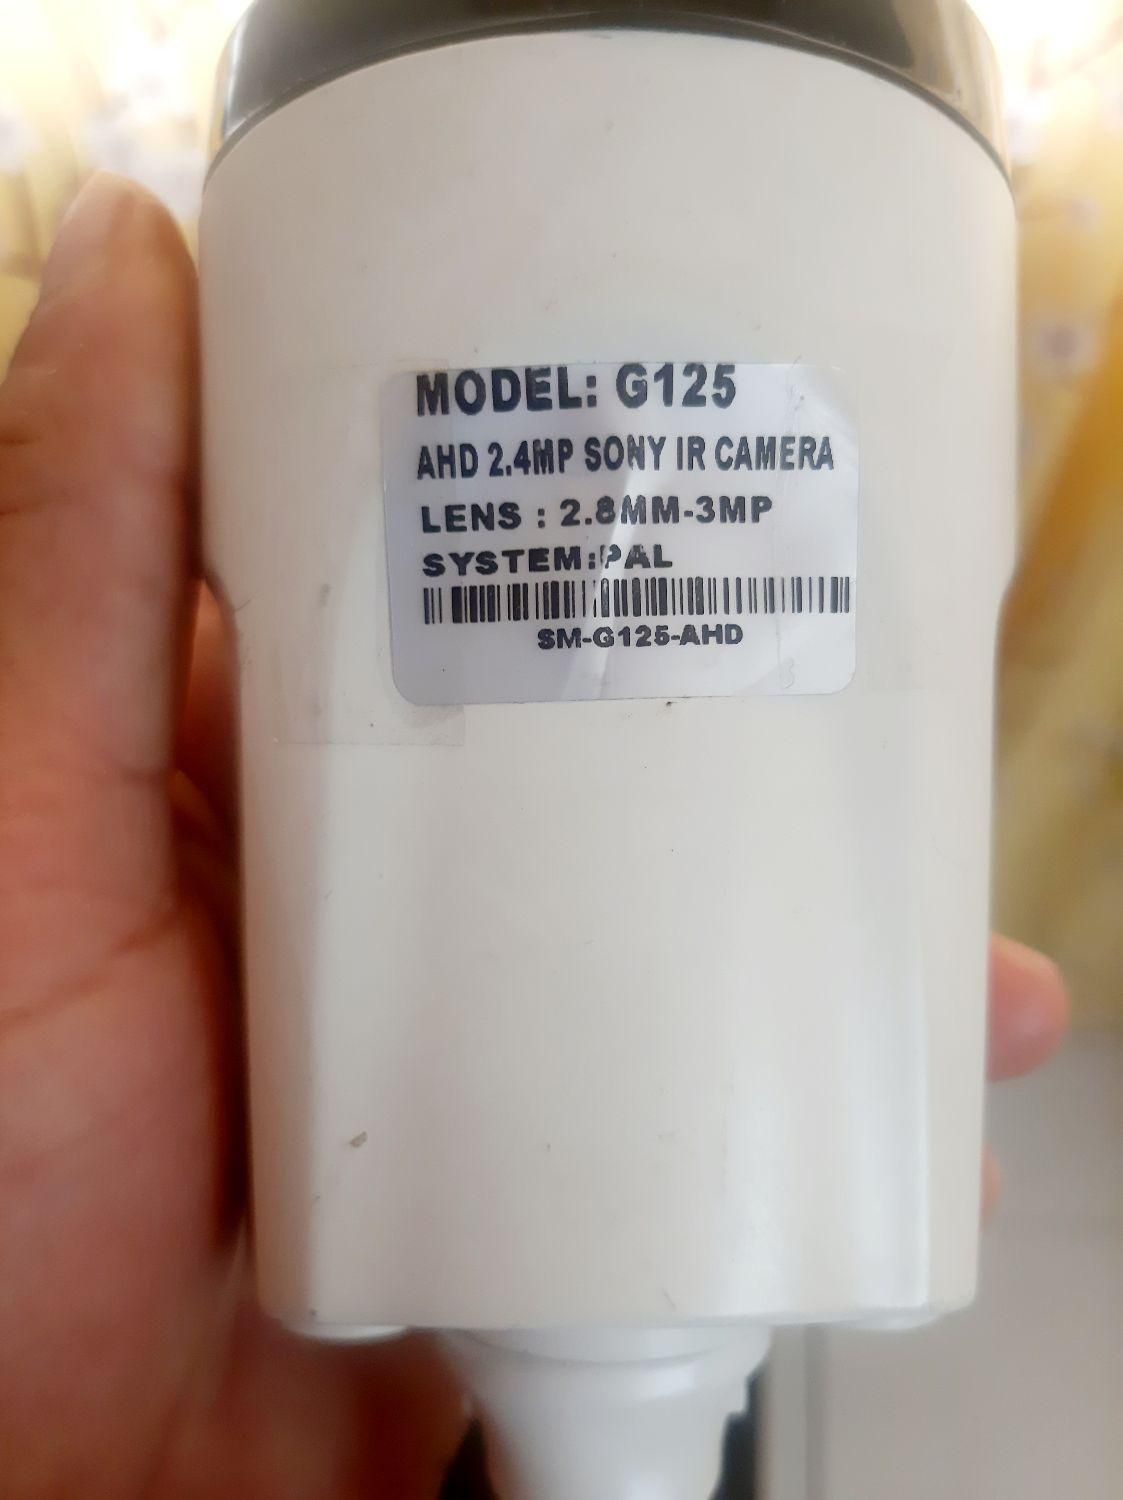 MODEL: G125
AHD 2.4MP SONY IR CAMERA
LENS : 2.8MM-3MP
SYSTEM:PAL
SM-G125-AHD